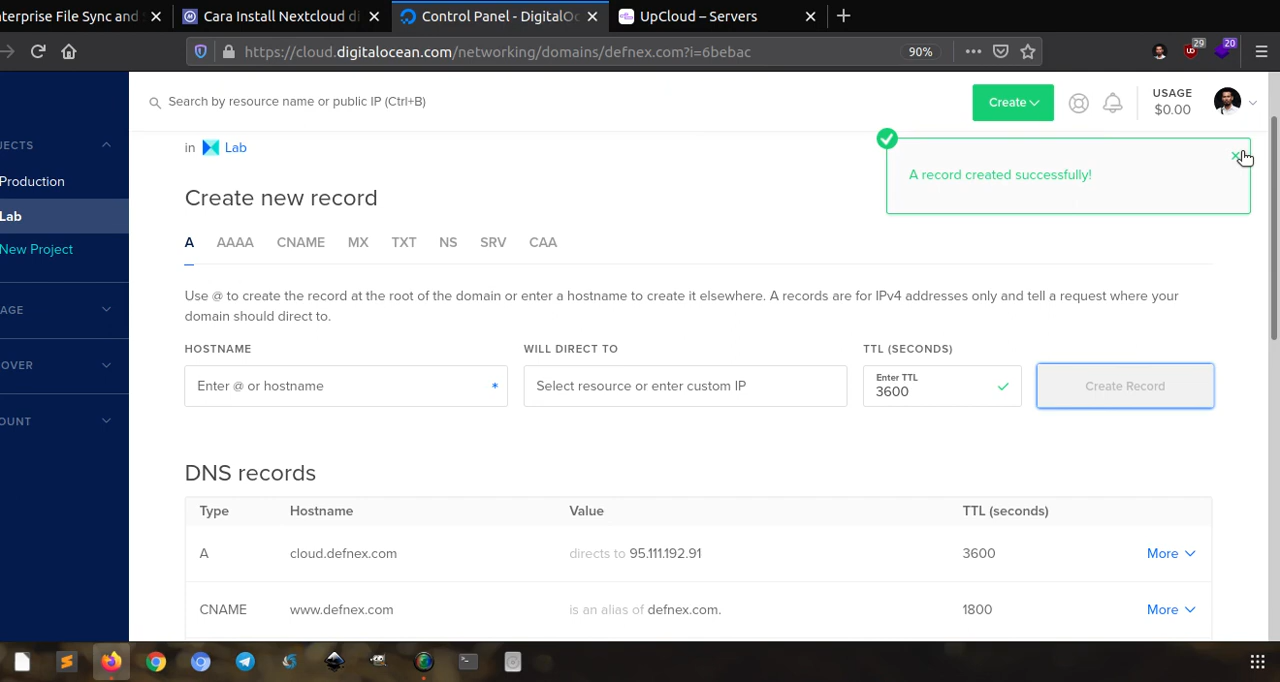 nterprise File Sync and S
Cara Install Nextcloud di
Control Panel - DigitalOc
UpCloud – Servers
https://cloud.digitalocean.com/networking/domains/defnex.com?i=6bebac
90%
29
20
Search by resource name or public IP (Ctrl+B)
Create
USAGE
$0.00
JECTS
Production
Lab
New Project
AGE
OVER
OUNT
in Lab
A record created successfully!
Create new record
A AAAA CNAME MX TXT NS SRV CAA
Use @ to create the record at the root of the domain or enter a hostname to create it elsewhere. A records are for IPv4 addresses only and tell a request where your
domain should direct to.
HOSTNAME WILL DIRECT TO TTL (SECONDS)
Enter @ or hostname * Select resource or enter custom IP Enter TTL
3600
Create Record
DNS records
Type Hostname Value TTL (seconds)
A cloud.defnex.com directs to 95.111.192.91 3600 More
CNAME www.defnex.com is an alias of defnex.com. 1800 More